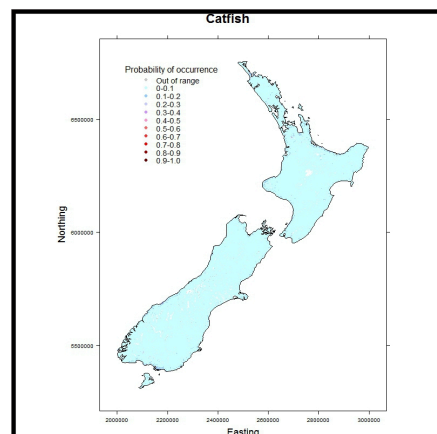 Catfish
Probability of occurrence
Out of range
0-0.1
0.1-0.2
0.2-0.3
0.3-0.4
0.4-0.5
0.5-0.6
0.6-0.7
0.7-0.8
0.8-0.9
0.9-1.0
Northing
6500000
6000000
5500000
2000000 2200000 2400000 2600000 2800000 3000000
Easting